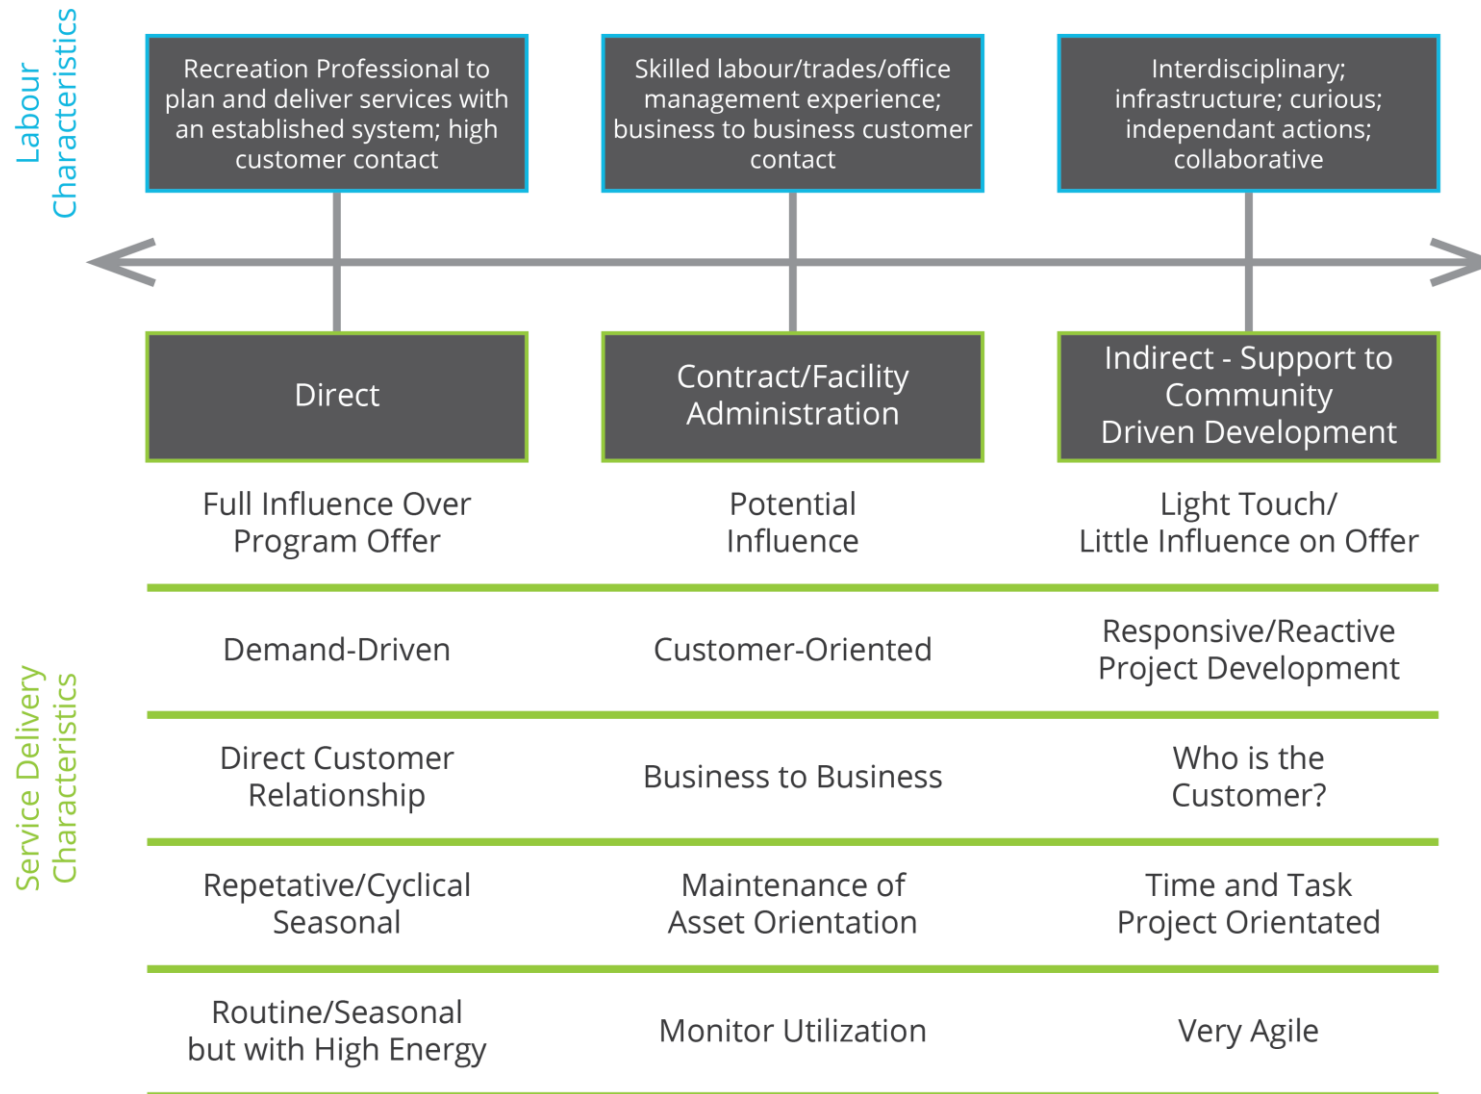 Labour
Characteristics
Recreation Professional to
plan and deliver services with
an established system; high
customer contact
Skilled labour/trades/office
management experience;
business to business customer
contact
Interdisciplinary;
infrastructure; curious;
independant actions;
collaborative
Direct
Contract/Facility
Administration
Indirect - Support to
Community
Driven Development
Service Delivery
Characteristics
Full Influence Over
Program Offer
Potential
Influence
Light Touch/
Little Influence on Offer
Demand-Driven
Customer-Oriented
Responsive/Reactive
Project Development
Direct Customer
Relationship
Business to Business
Who is the
Customer?
Repetative/Cyclical
Seasonal
Maintenance of
Asset Orientation
Time and Task
Project Orientated
Routine/Seasonal
but with High Energy
Monitor Utilization
Very Agile